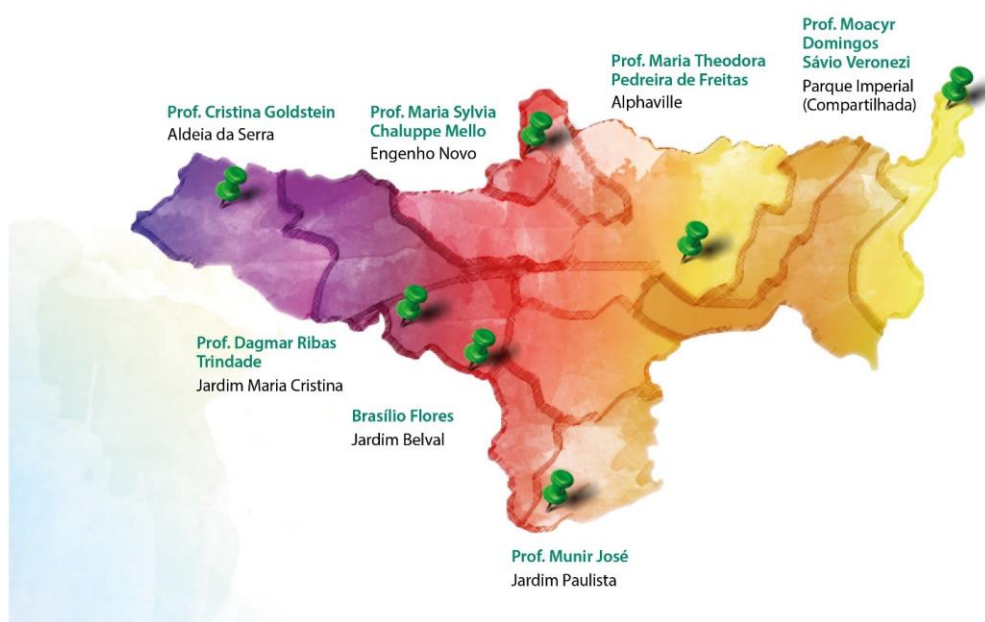 Prof. Moacyr
Domingos
Sávio Veronezi
Parque Imperial
(Compartilhada)
Prof. Maria Theodora
Pedreira de Freitas
Alphaville
Prof. Cristina Goldstein
Aldeia da Serra
Prof. Maria Sylvia
Chaluppe Mello
Engenho Novo
Prof. Dagmar Ribas
Trindade
Jardim Maria Cristina
Brasílio Flores
Jardim Belval
Prof. Munir José
Jardim Paulista